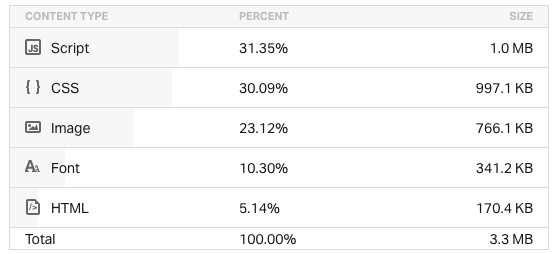 CONTENT TYPE PERCENT SIZE
JS Script 31.35% 1.0 MB
{ } CSS 30.09% 997.1 KB
Image 23.12% 766.1 KB
AA Font 10.30% 341.2 KB
</> HTML 5.14% 170.4 KB
Total 100.00% 3.3 MB